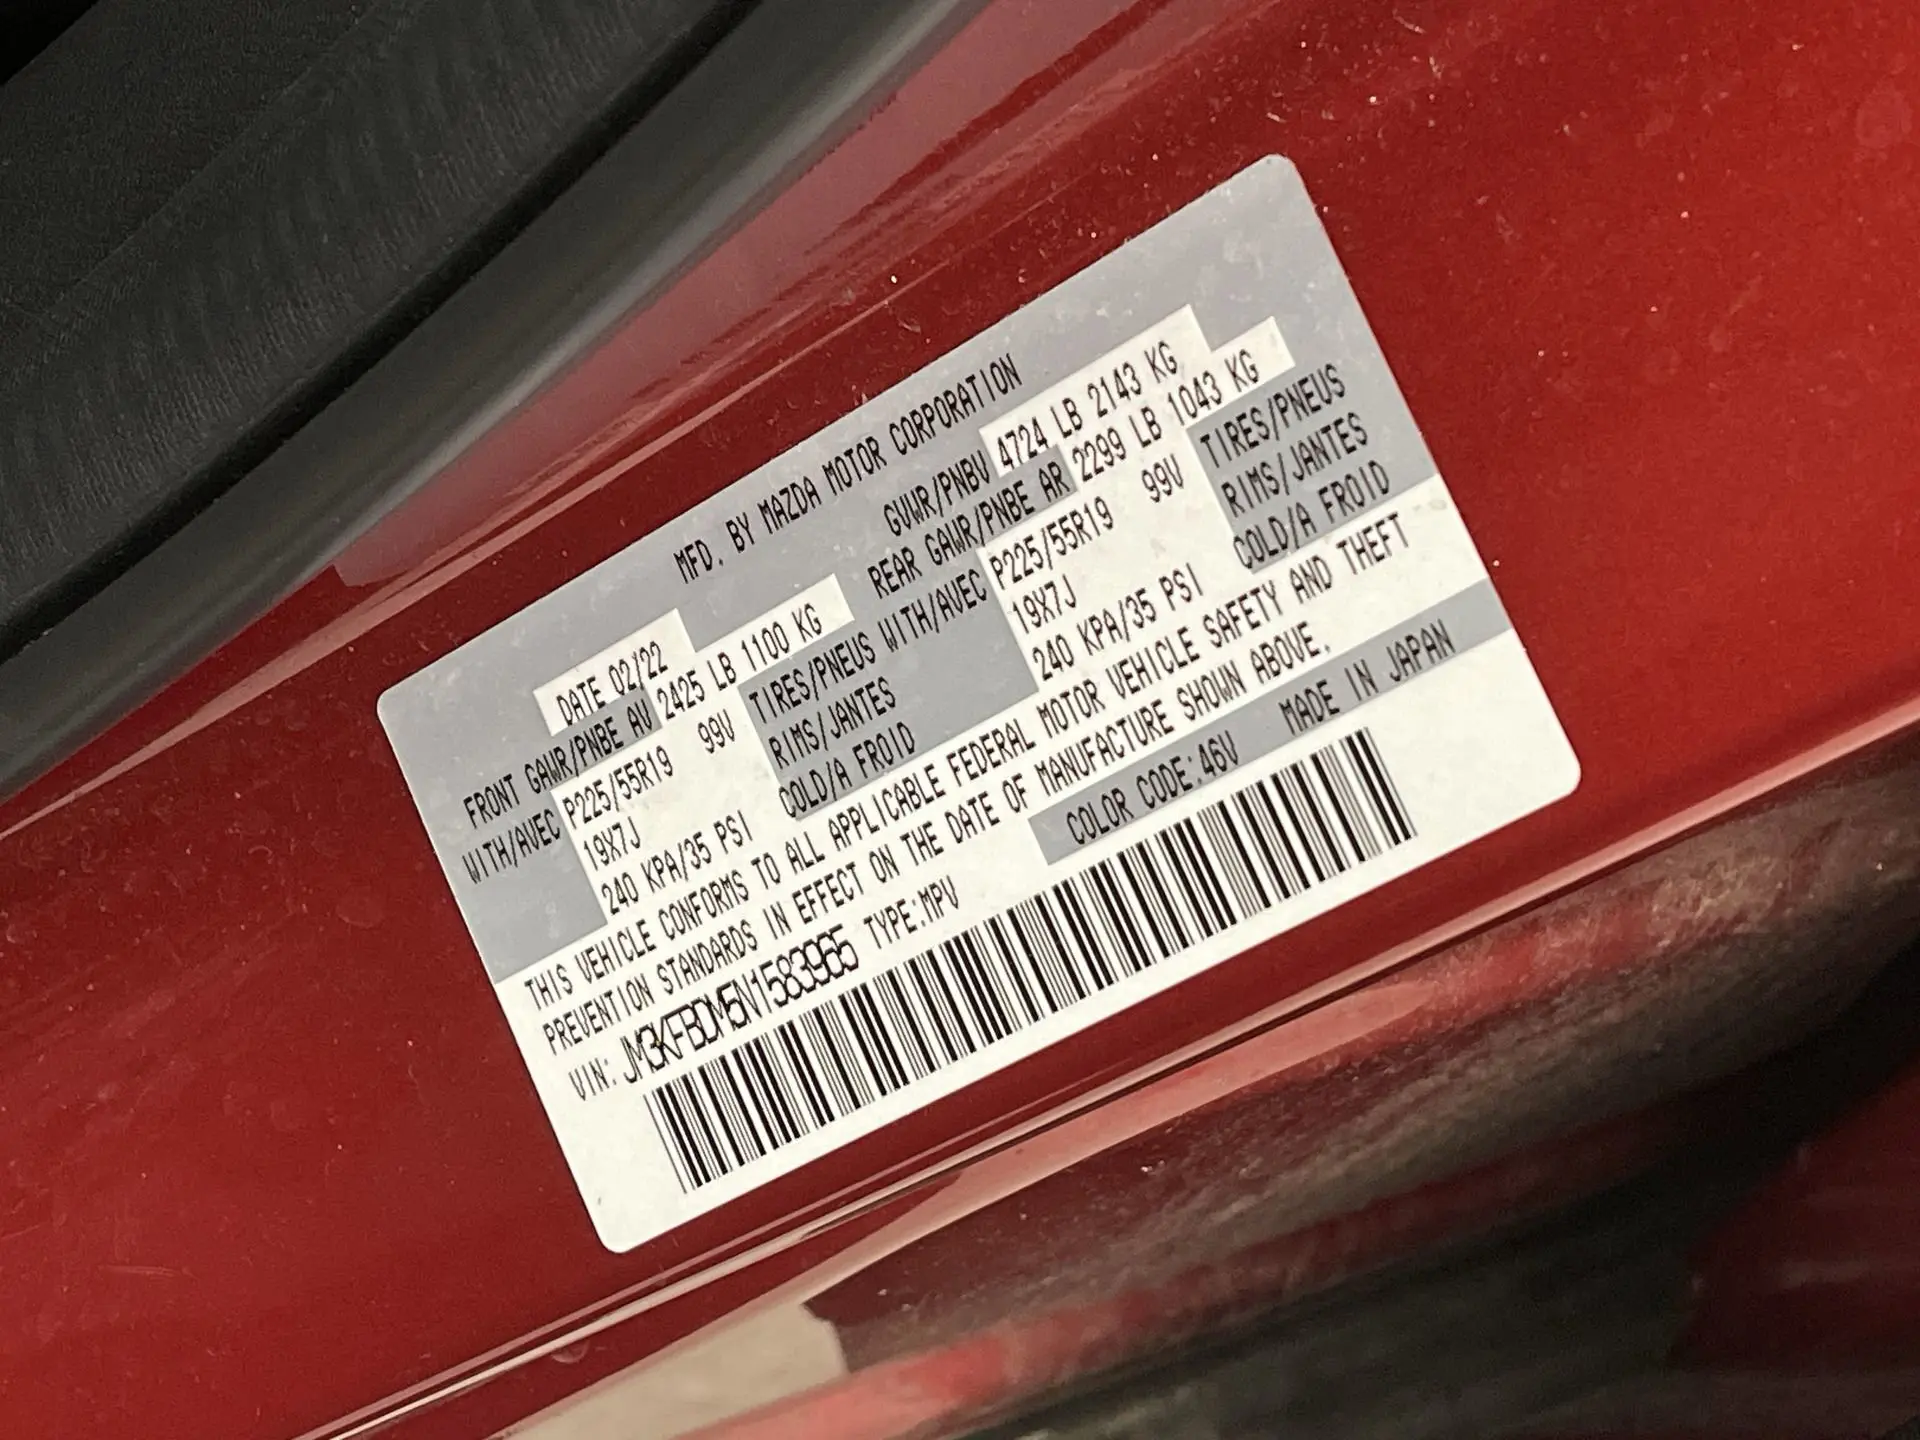 MFD. BY MAZDA MOTOR CORPORATION
DATE 02/22 GVWR/PNBV 4724 LB 2143 KG
FRONT GAWR/PNBE AV 2425 LB 1100 KG REAR GAWR/PNBE AR 2299 LB 1043 KG
WITH/AVEC P225/55R19 99V TIRES/PNEUS WITH/AVEC P225/55R19 99V TIRES/PNEUS
19X7J RIMS/JANTES 19X7J RIMS/JANTES
240 KPA/35 PSI COLD/A FROID 240 KPA/35 PSI COLD/A FROID
THIS VEHICLE CONFORMS TO ALL APPLICABLE FEDERAL MOTOR VEHICLE SAFETY AND THEFT
PREVENTION STANDARDS IN EFFECT ON THE DATE OF MANUFACTURE SHOWN ABOVE.
VIN: JM3KFBDM5N1583965 TYPE:MPV COLOR CODE:46V MADE IN JAPAN